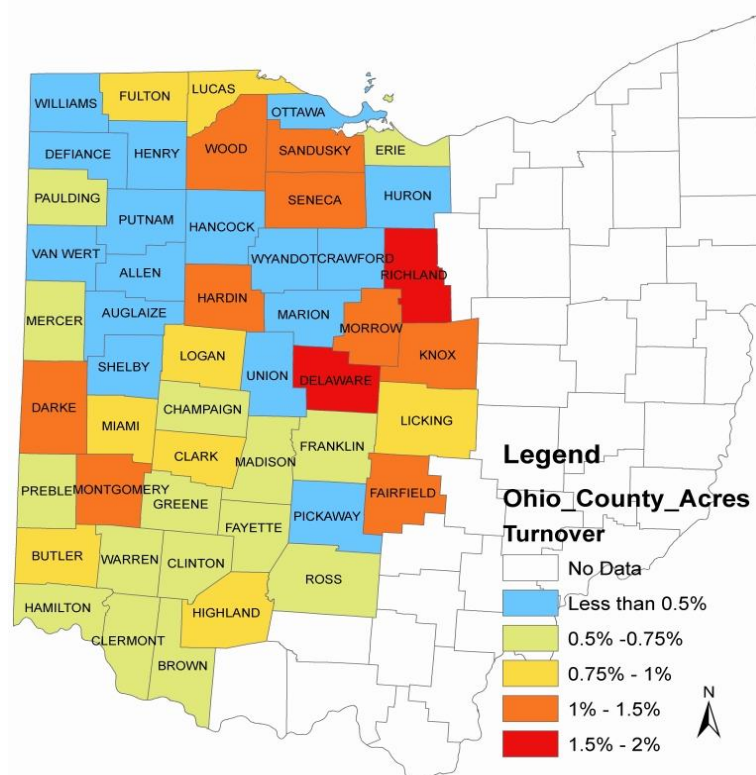 LUCAS
FULTON
WILLIAMS
OTTAWA
DEFIANCE
HENRY
WOOD
SANDUSKY
ERIE
PAULDING
SENECA
HURON
PUTNAM
HANCOCK
VAN WERT
WYANDOT
CRAWFORD
ALLEN
RICHLAND
HARDIN
MERCER
AUGLAIZE
MARION
MORROW
LOGAN
KNOX
SHELBY
UNION
DELAWARE
DARKE
CHAMPAIGN
MIAMI
LICKING
FRANKLIN
CLARK
MADISON
PREBLE
MONTGOMERY
GREENE
FAIRFIELD
PICKAWAY
FAYETTE
BUTLER
WARREN
CLINTON
ROSS
HAMILTON
HIGHLAND
CLERMONT
BROWN
Legend
Ohio_County_Acres
Turnover
No Data
Less than 0.5%
0.5% -0.75%
0.75% - 1%
1% - 1.5%
1.5% - 2%
N